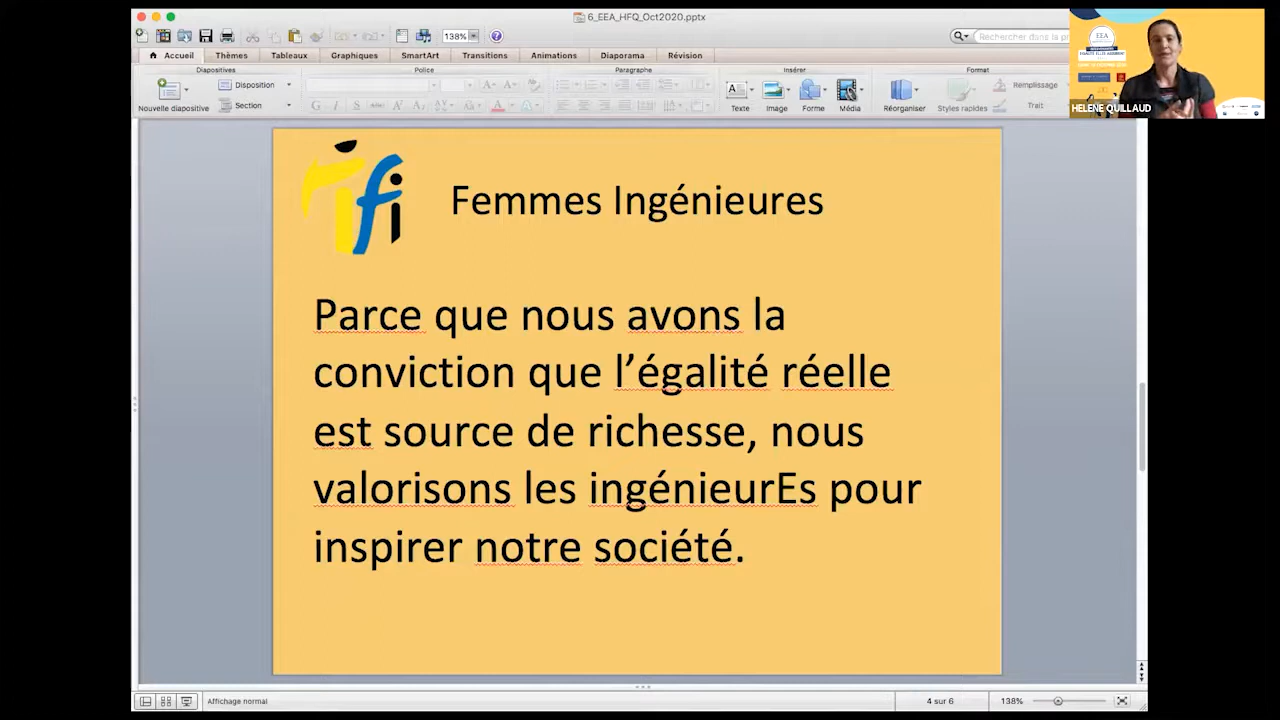 6_EEA_HFQ_Oct2020.pptx
138%
Rechercher dans la pr
Accueil Thèmes Tableaux Graphiques SmartArt Animations Diaporama Révision
Diapositives Police Paragraphe Insérer Format
Nouvelle diapositive
Disposition
Section
Texte Image Forme Média
Réorganiser
Styles rapides
Remplissage
Trait
EEA
HELENE QUILLAUD
fi
Femmes Ingénieures
Parce que nous avons la
conviction que l’égalité réelle
est source de richesse, nous
valorisons les ingénieurEs pour
inspirer notre société.
Affichage normal
4 sur 6
138%